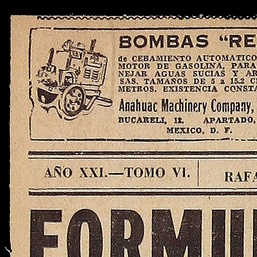 BOMBAS "RE
de CEBAMIENTO AUTOMATICO
MOTOR DE GASOLINA, PARA
NEJAR AGUAS SUCIAS Y AR
SAS. TAMAÑOS DE 5 a 15.2 C
METROS. EXISTENCIA CONSTA
Anahuac Machinery Company,
BUCARELI, 12. APARTADO,
MEXICO, D. F.
AÑO XXI.—TOMO VI. RAFA
FORMU